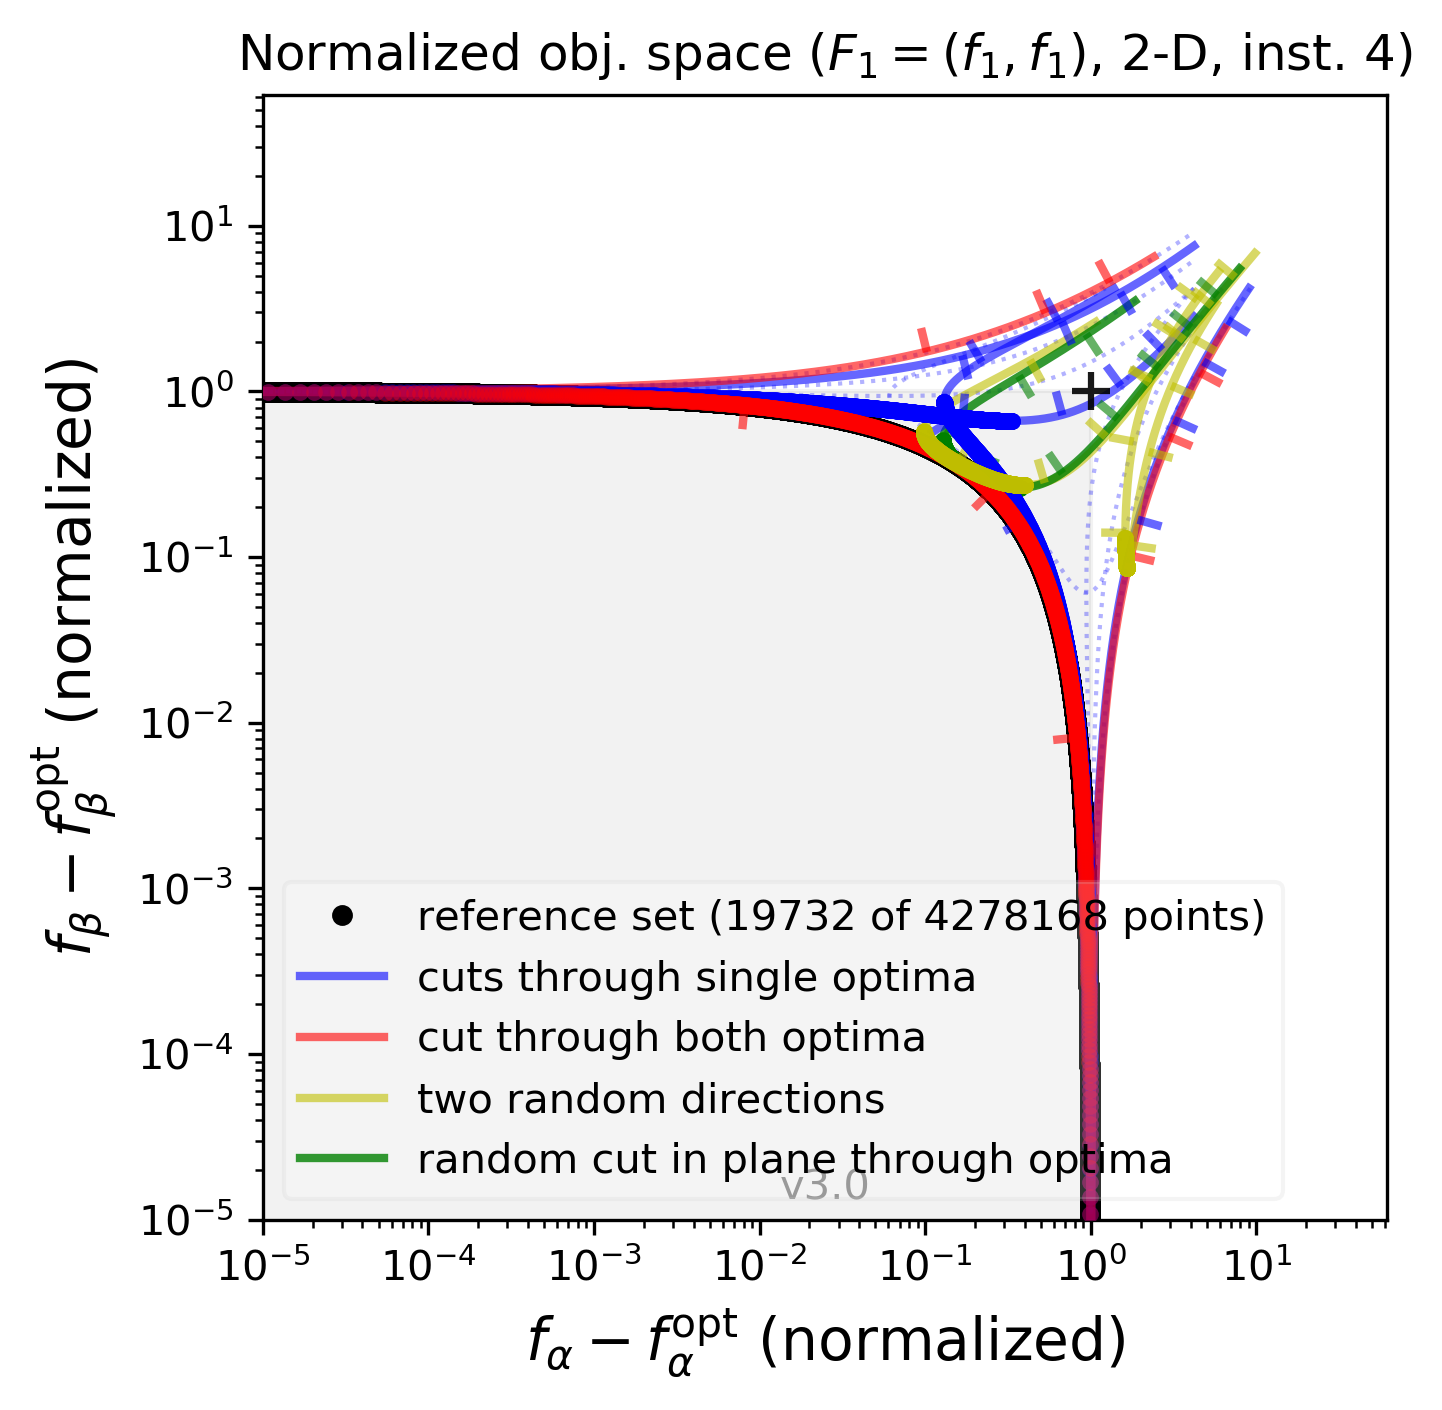 Normalized obj. space (F₁ = (f₁, f₁), 2-D, inst. 4)
10¹
10⁰
10⁻¹
10⁻²
10⁻³
10⁻⁴
10⁻⁵
f_β − f_β^opt (normalized)
reference set (19732 of 4278168 points)
cuts through single optima
cut through both optima
two random directions
random cut in plane through optima
v3.0
10⁻⁵ 10⁻⁴ 10⁻³ 10⁻² 10⁻¹ 10⁰ 10¹
f_α − f_α^opt (normalized)